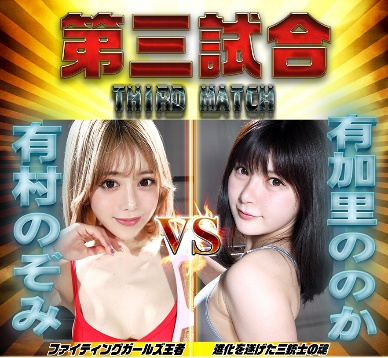 第三試合
THIRD MATCH
有村のぞみ
有加里ののか
VS
ファイティングガールズ王者
進化を遂げた三銃士の魂